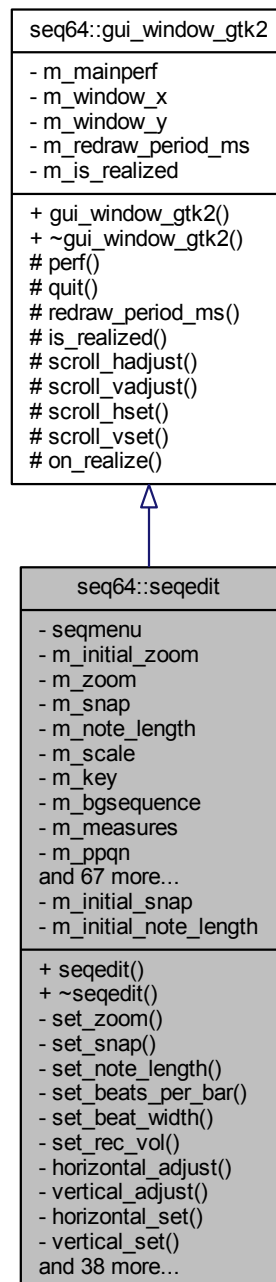 seq64::gui_window_gtk2
- m_mainperf
- m_window_x
- m_window_y
- m_redraw_period_ms
- m_is_realized
+ gui_window_gtk2()
+ ~gui_window_gtk2()
# perf()
# quit()
# redraw_period_ms()
# is_realized()
# scroll_hadjust()
# scroll_vadjust()
# scroll_hset()
# scroll_vset()
# on_realize()
seq64::seqedit
- seqmenu
- m_initial_zoom
- m_zoom
- m_snap
- m_note_length
- m_scale
- m_key
- m_bgsequence
- m_measures
- m_ppqn
and 67 more...
- m_initial_snap
- m_initial_note_length
+ seqedit()
+ ~seqedit()
- set_zoom()
- set_snap()
- set_note_length()
- set_beats_per_bar()
- set_beat_width()
- set_rec_vol()
- horizontal_adjust()
- vertical_adjust()
- horizontal_set()
- vertical_set()
and 38 more...